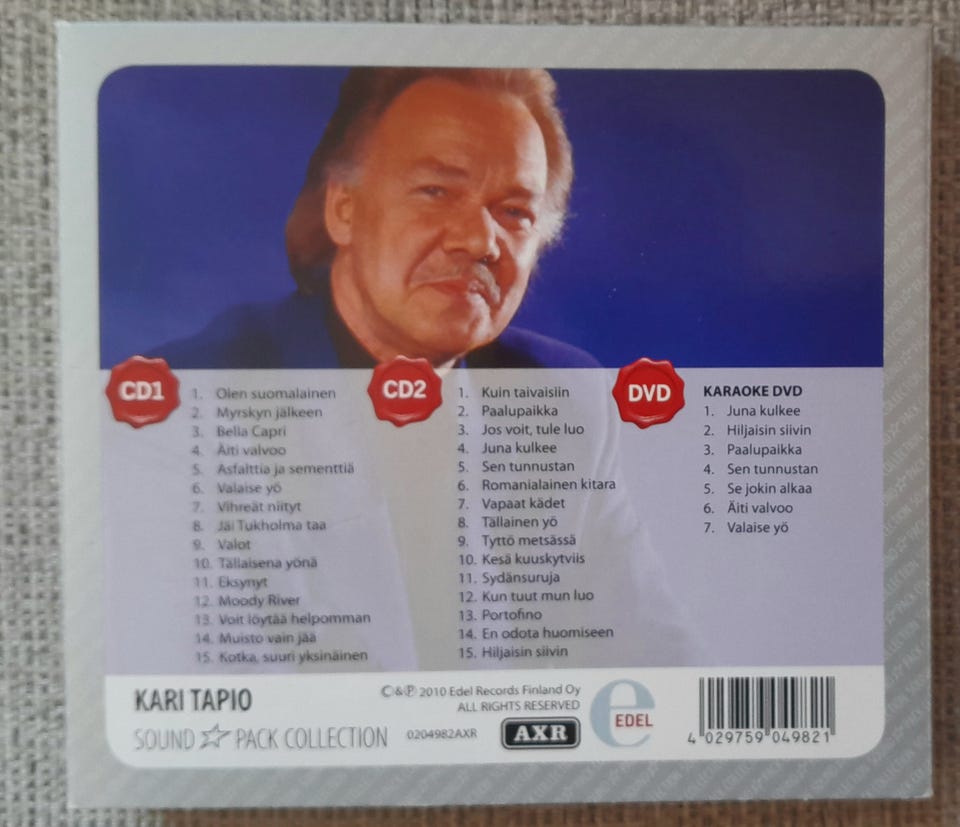 CD1
1. Olen suomalainen
2. Myrskyn jälkeen
3. Bella Capri
4. Äiti valvoo
5. Asfalttia ja sementtiä
6. Valaise yö
7. Vihreät niityt
8. Jäi Tukholma taa
9. Valot
10. Tällaisena yönä
11. Eksynyt
12. Moody River
13. Voit löytää helpomman
14. Muisto vain jää
15. Kotka, suuri yksinäinen
CD2
1. Kuin taivaisiin
2. Paalupaikka
3. Jos voit, tule luo
4. Juna kulkee
5. Sen tunnustan
6. Romanialainen kitara
7. Vapaat kädet
8. Tällainen yö
9. Tyttö metsässä
10. Kesä kuuskytviis
11. Sydänsuruja
12. Kun tuut mun luo
13. Portofino
14. En odota huomiseen
15. Hiljaisin siivin
DVD
KARAOKE DVD
1. Juna kulkee
2. Hiljaisin siivin
3. Paalupaikka
4. Sen tunnustan
5. Se jokin alkaa
6. Äiti valvoo
7. Valaise yö
KARI TAPIO
SOUND PACK COLLECTION
©&℗ 2010 Edel Records Finland Oy
ALL RIGHTS RESERVED
0204982AXR
AXR
e
EDEL
4 029759 049821